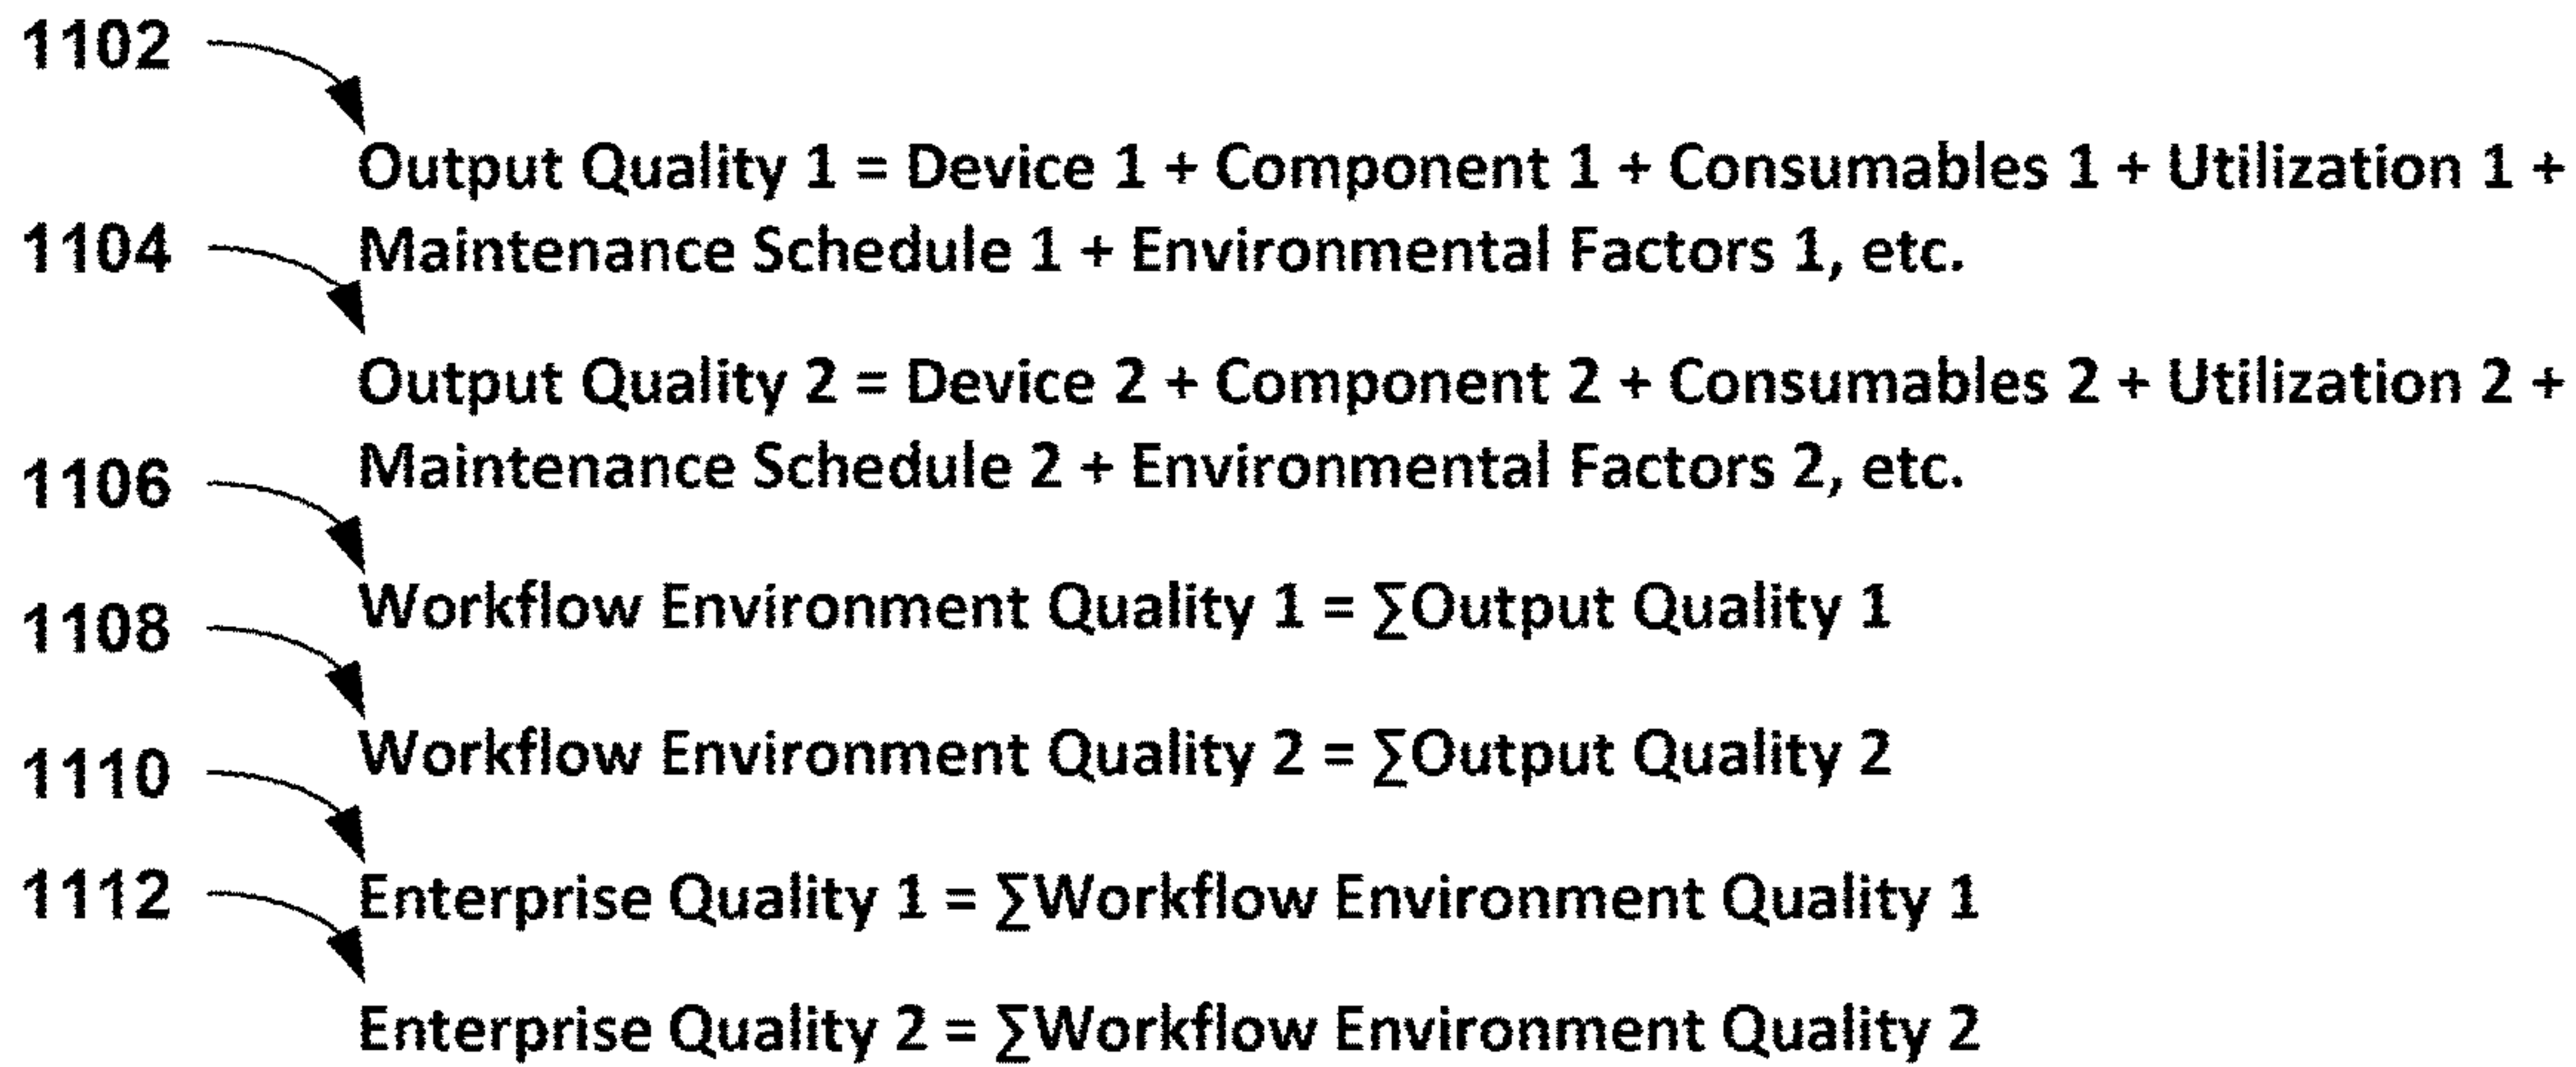 1102
Output Quality 1 = Device 1 + Component 1 + Consumables 1 + Utilization 1 +
1104
Maintenance Schedule 1 + Environmental Factors 1, etc.
Output Quality 2 = Device 2 + Component 2 + Consumables 2 + Utilization 2 +
Maintenance Schedule 2 + Environmental Factors 2, etc.
1106
Workflow Environment Quality 1 = ∑Output Quality 1
1108
Workflow Environment Quality 2 = ∑Output Quality 2
1110
Enterprise Quality 1 = ∑Workflow Environment Quality 1
1112
Enterprise Quality 2 = ∑Workflow Environment Quality 2